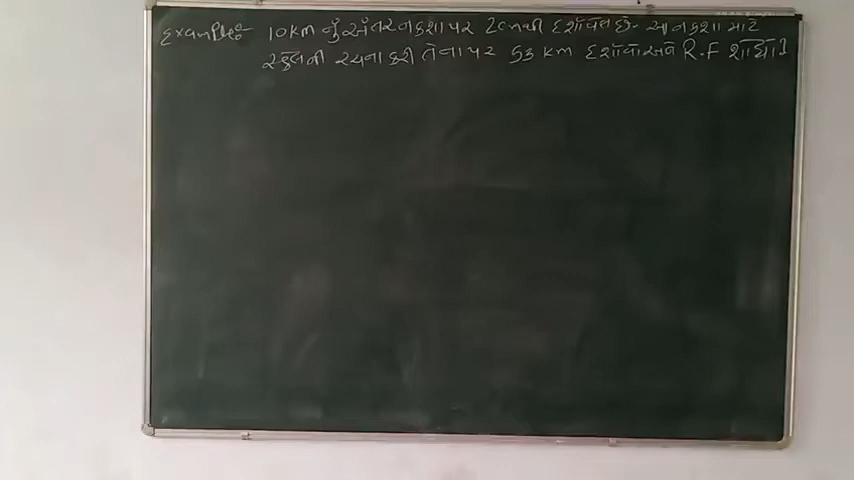 Example:- 10km નું અંતર નકશા પર 2cm થી દર્શાવેલ છે. આ નકશા માટે
સ્કેલની રચના કરી તેના પર 53 km દર્શાવો અને R.F શોધો?